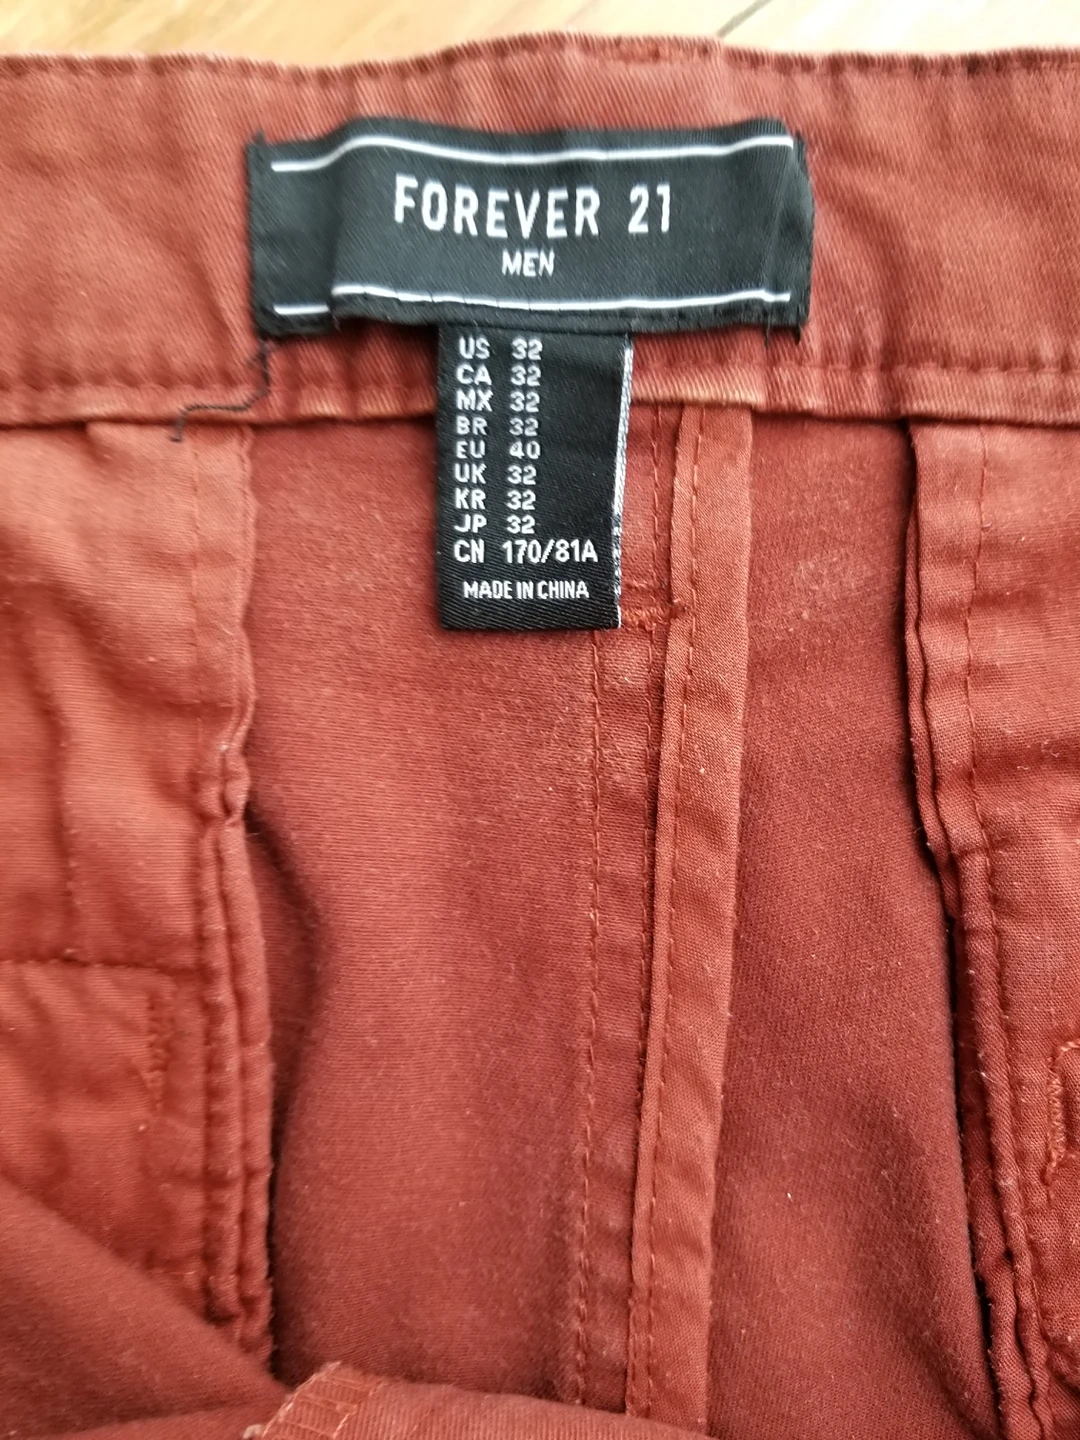 FOREVER 21
MEN
US 32
CA 32
MX 32
BR 32
EU 40
UK 32
KR 32
JP 32
CN 170/81A
MADE IN CHINA